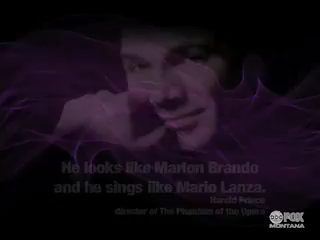 He looks like Marlon Brando
and he sings like Mario Lanza.
Harold Prince
director of The Phantom of the Opera
abc FOX
MONTANA